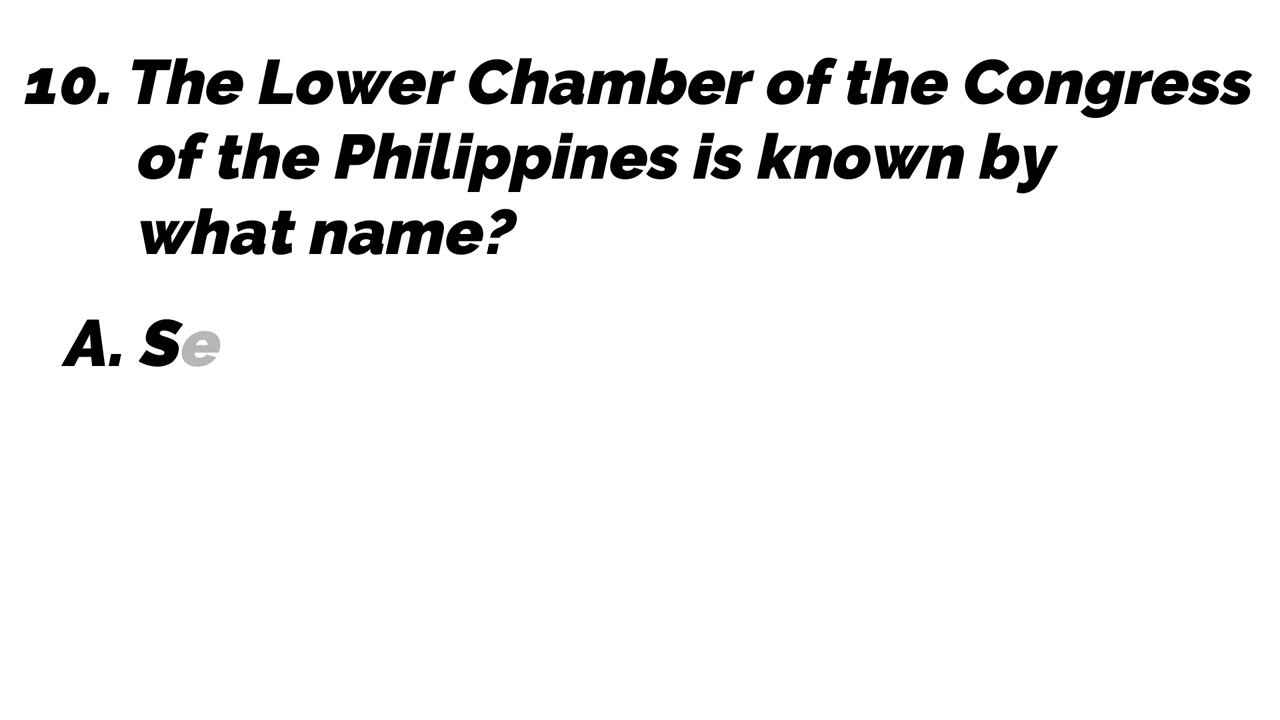 10. The Lower Chamber of the Congress
of the Philippines is known by
what name?
A. Se